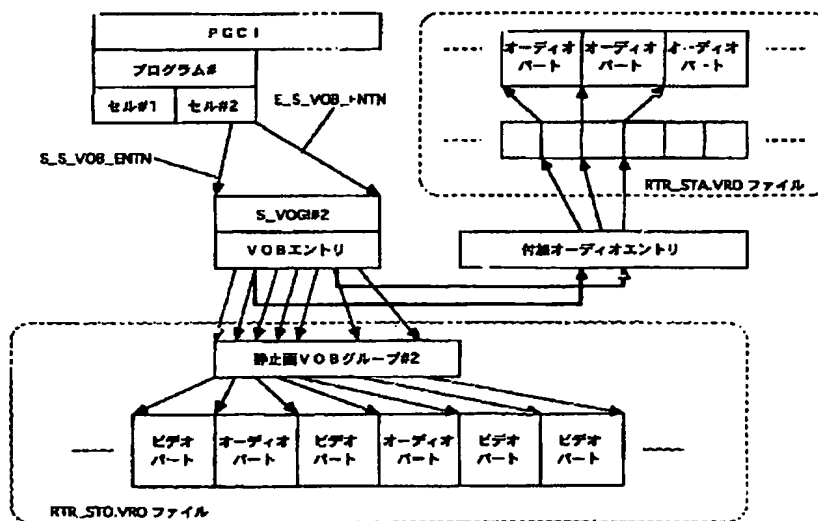 PGCI
プログラム#
セル#1
セル#2
E_S_VOB_ENTN
S_S_VOB_ENTN
S_VOGI#2
VOBエントリ
オーディオ
パート
オーディオ
パート
オーディオ
パート
RTR_STA.VRO ファイル
付加オーディオエントリ
静止画VOBグループ#2
ビデオ
パート
オーディオ
パート
ビデオ
パート
オーディオ
パート
ビデオ
パート
ビデオ
パート
RTR_STO.VRO ファイル